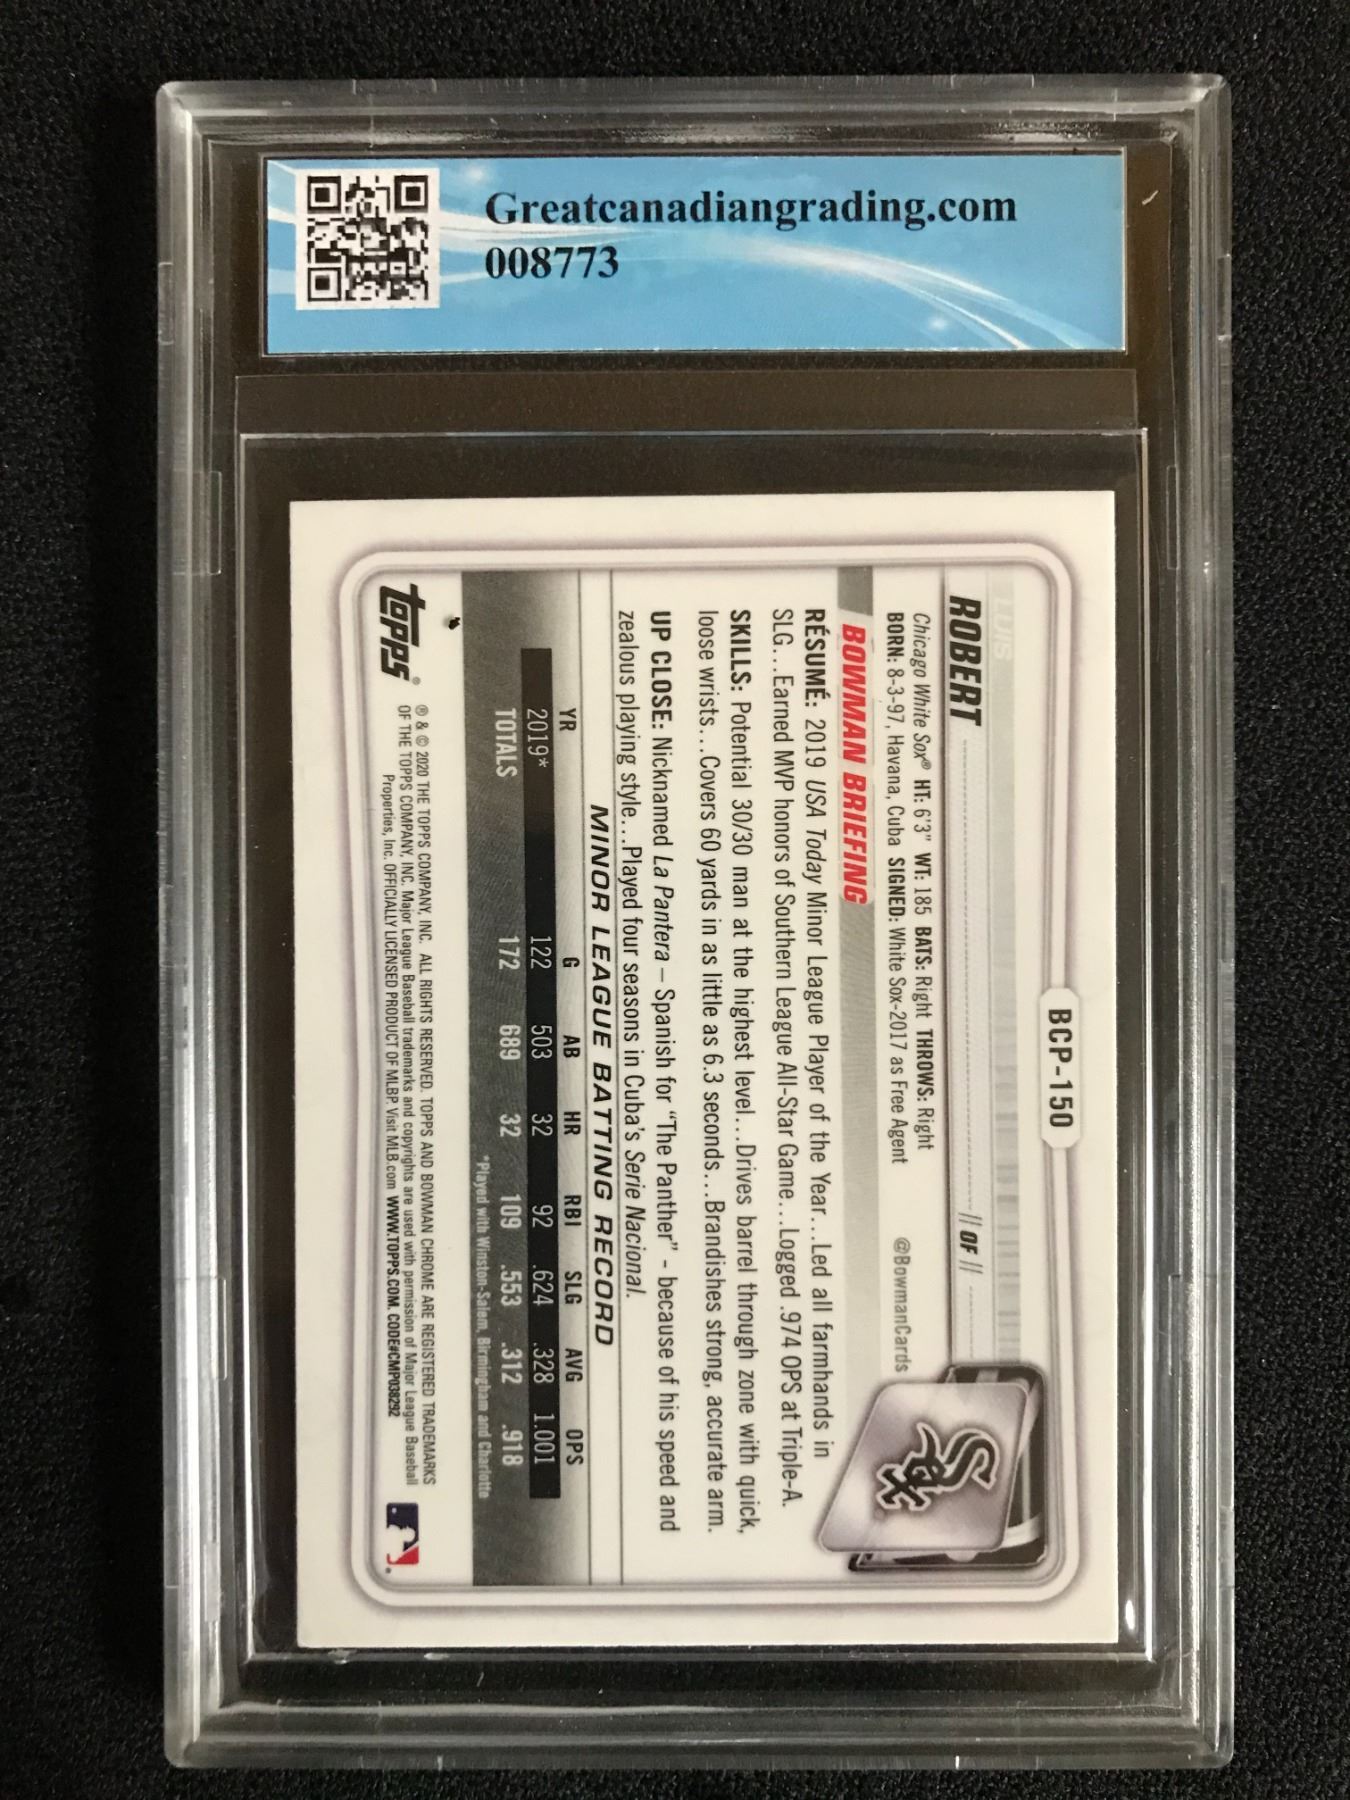 Greatcanadiangrading.com
008773
BCP-150
LUIS
ROBERT
// OF //
Chicago White Sox® HT: 6'3" WT: 185 BATS: Right THROWS: Right
BORN: 8-3-97, Havana, Cuba SIGNED: White Sox-2017 as Free Agent
@BowmanCards
BOWMAN BRIEFING
RÉSUMÉ: 2019 USA Today Minor League Player of the Year...Led all farmhands in
SLG...Earned MVP honors of Southern League All-Star Game...Logged .974 OPS at Triple-A.
SKILLS: Potential 30/30 man at the highest level...Drives barrel through zone with quick,
loose wrists...Covers 60 yards in as little as 6.3 seconds...Brandishes strong, accurate arm.
UP CLOSE: Nicknamed La Pantera – Spanish for "The Panther" - because of his speed and
zealous playing style...Played four seasons in Cuba's Serie Nacional.
MINOR LEAGUE BATTING RECORD
YR G AB HR RBI SLG AVG OPS
2019* 122 503 32 92 .624 .328 1.001
TOTALS 172 689 32 109 .553 .312 .918
*Played with Winston-Salem, Birmingham and Charlotte
Topps®
® & © 2020 THE TOPPS COMPANY, INC. ALL RIGHTS RESERVED. TOPPS AND BOWMAN CHROME ARE REGISTERED TRADEMARKS
OF THE TOPPS COMPANY, INC. Major League Baseball trademarks and copyrights are used with permission of Major League Baseball
Properties, Inc. OFFICIALLY LICENSED PRODUCT OF MLBP Visit MLB.com WWW.TOPPS.COM. CODE#CMP038292